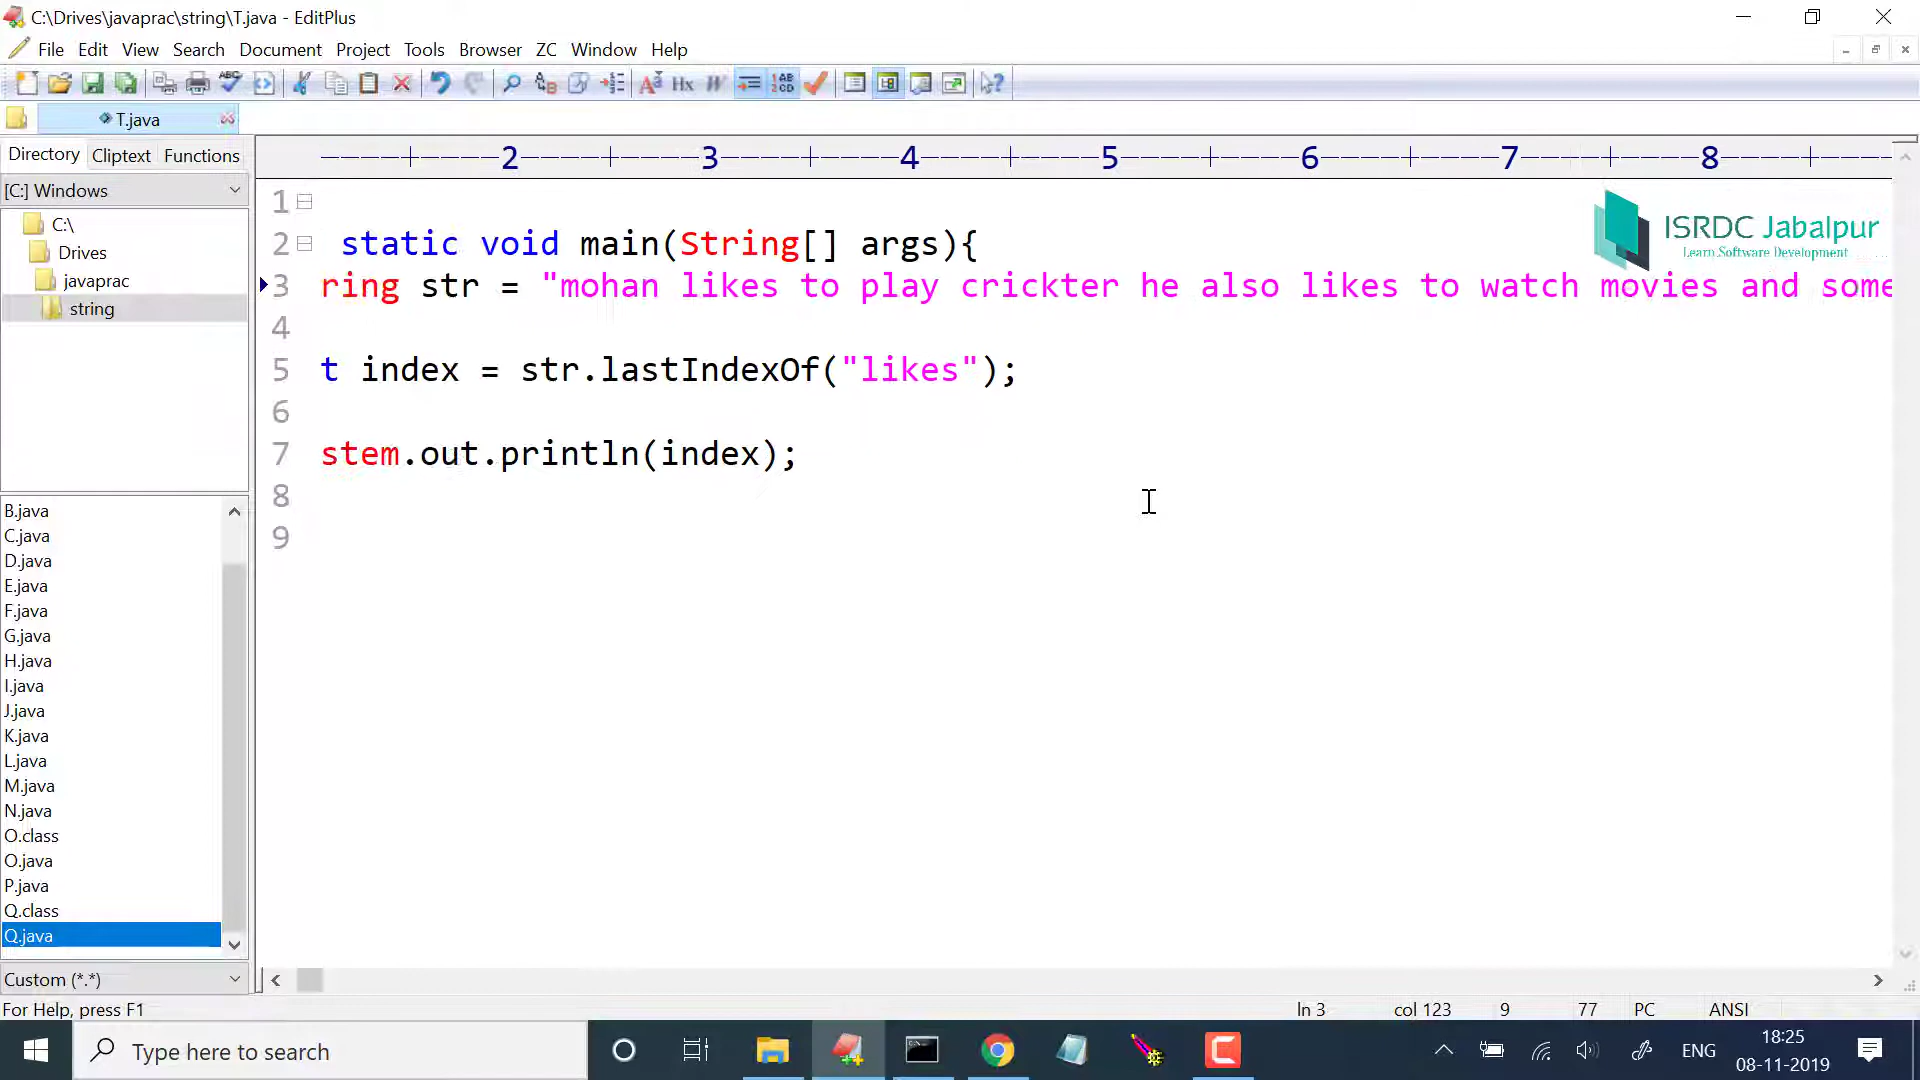 C:\Drives\javaprac\string\T.java - EditPlus
File Edit View Search Document Project Tools Browser ZC Window Help
T.java
Directory Cliptext Functions
[C:] Windows
C:\
Drives
javaprac
string
B.java
C.java
D.java
E.java
F.java
G.java
H.java
I.java
J.java
K.java
L.java
M.java
N.java
O.class
O.java
P.java
Q.class
Q.java
Custom (*.*)
----+----2----+----3----+----4----+----5----+----6----+----7----+----8----+----
1
2 static void main(String[] args){
3 ring str = "mohan likes to play crickter he also likes to watch movies and some
4
5 t index = str.lastIndexOf("likes");
6
7 stem.out.println(index);
8
9
ISRDC Jabalpur
Learn Software Development
For Help, press F1
ln 3 col 123 9 77 PC ANSI
Type here to search
ENG
18:25
08-11-2019